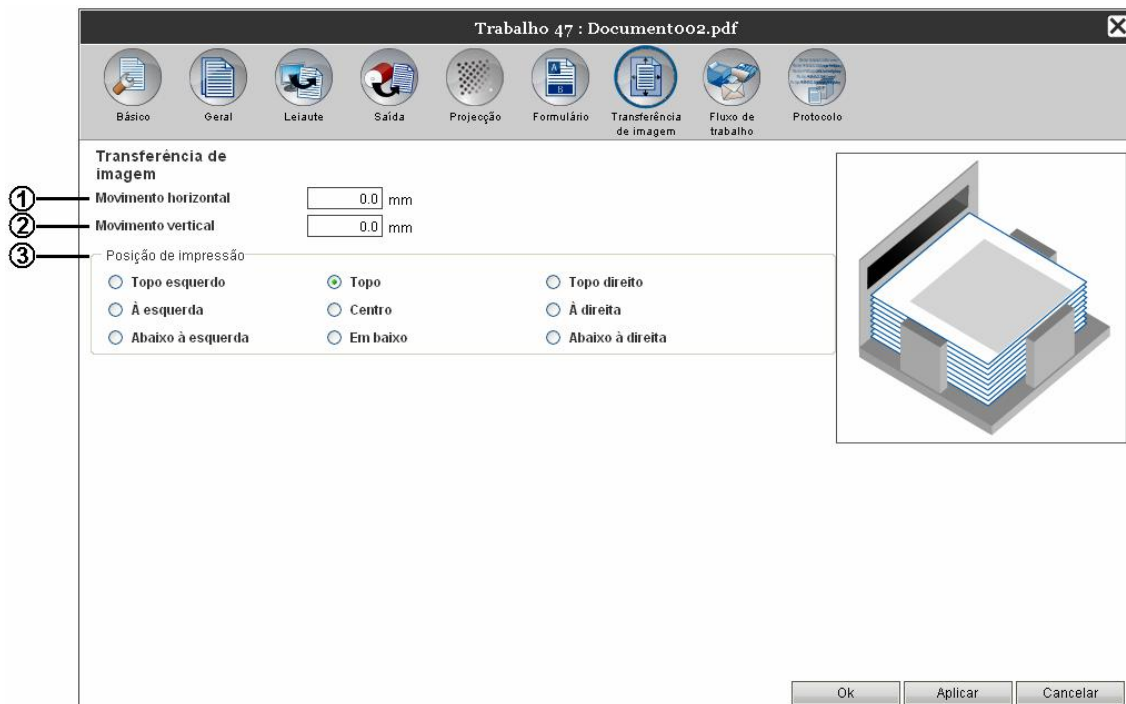 Trabalho 47 : Document002.pdf
Básico
Geral
Leiaute
Saída
Projecção
Formulário
Transferência
de imagem
Fluxo de
trabalho
Protocolo
Transferência de
imagem
1 Movimento horizontal 0.0 mm
2 Movimento vertical 0.0 mm
3 Posição de impressão
Topo esquerdo Topo Topo direito
À esquerda Centro À direita
Abaixo à esquerda Em baixo Abaixo à direita
Ok Aplicar Cancelar